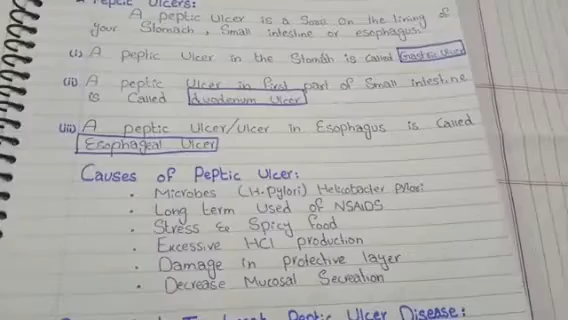 Peptic Ulcers:
A peptic Ulcer is a Sore on the lining of
your Stomach, Small intestine or esophagus.
(i) A peptic Ulcer in the Stomach is Called Gastric Ulcer
(ii) A peptic Ulcer in first part of Small intestine
is Called duodenum Ulcer
(iii) A peptic Ulcer/Ulcer in Esophagus is Called
Esophageal Ulcer
Causes of Peptic Ulcer:
• Microbes (H.Pylori) Helicobacter Pylori
• Long term Used of NSAIDS
• Stress & Spicy food
• Excessive HCl production
• Damage in protective layer
• Decrease Mucosal Secreation
Peptic Ulcer Disease: